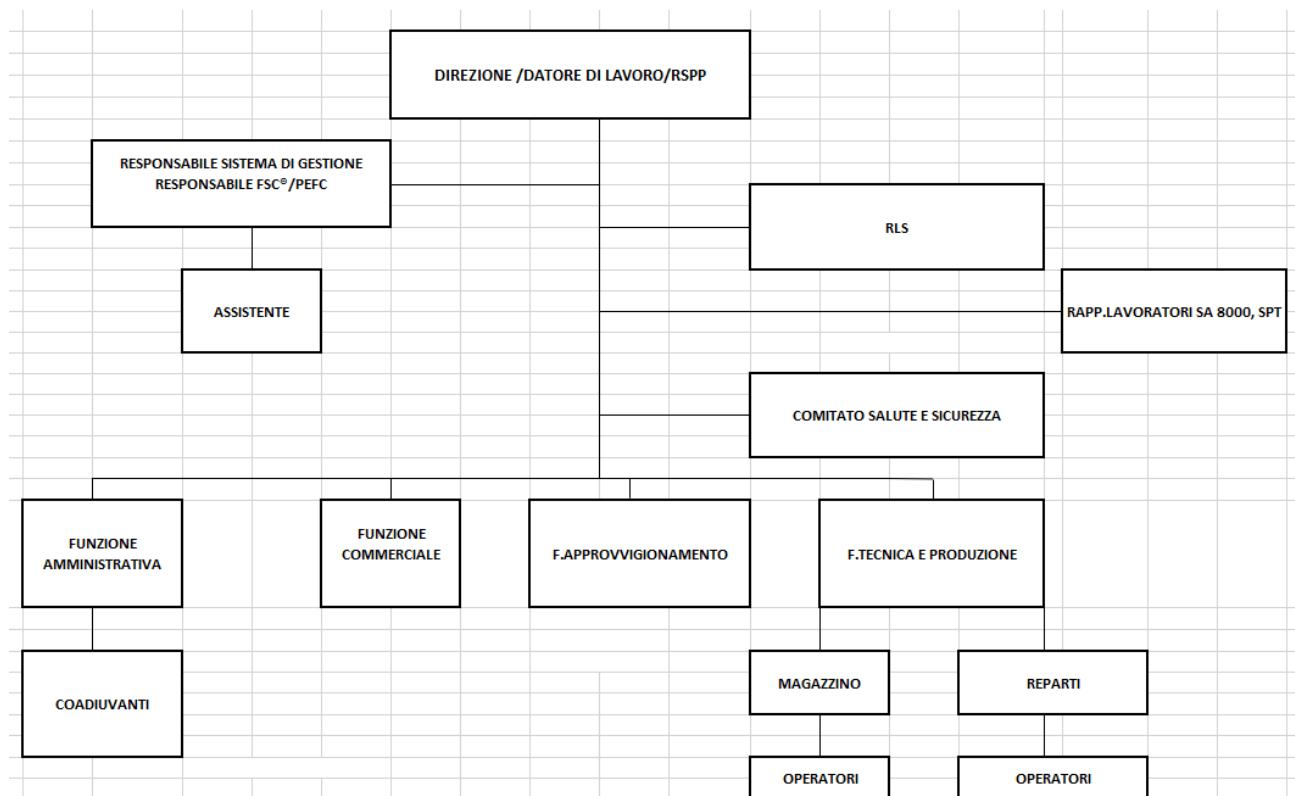 DIREZIONE /DATORE DI LAVORO/RSPP
RESPONSABILE SISTEMA DI GESTIONE
RESPONSABILE FSC®/PEFC
RLS
ASSISTENTE
RAPP.LAVORATORI SA 8000, SPT
COMITATO SALUTE E SICUREZZA
FUNZIONE
AMMINISTRATIVA
FUNZIONE
COMMERCIALE
F.APPROVVIGIONAMENTO
F.TECNICA E PRODUZIONE
COADIUVANTI
MAGAZZINO
REPARTI
OPERATORI
OPERATORI